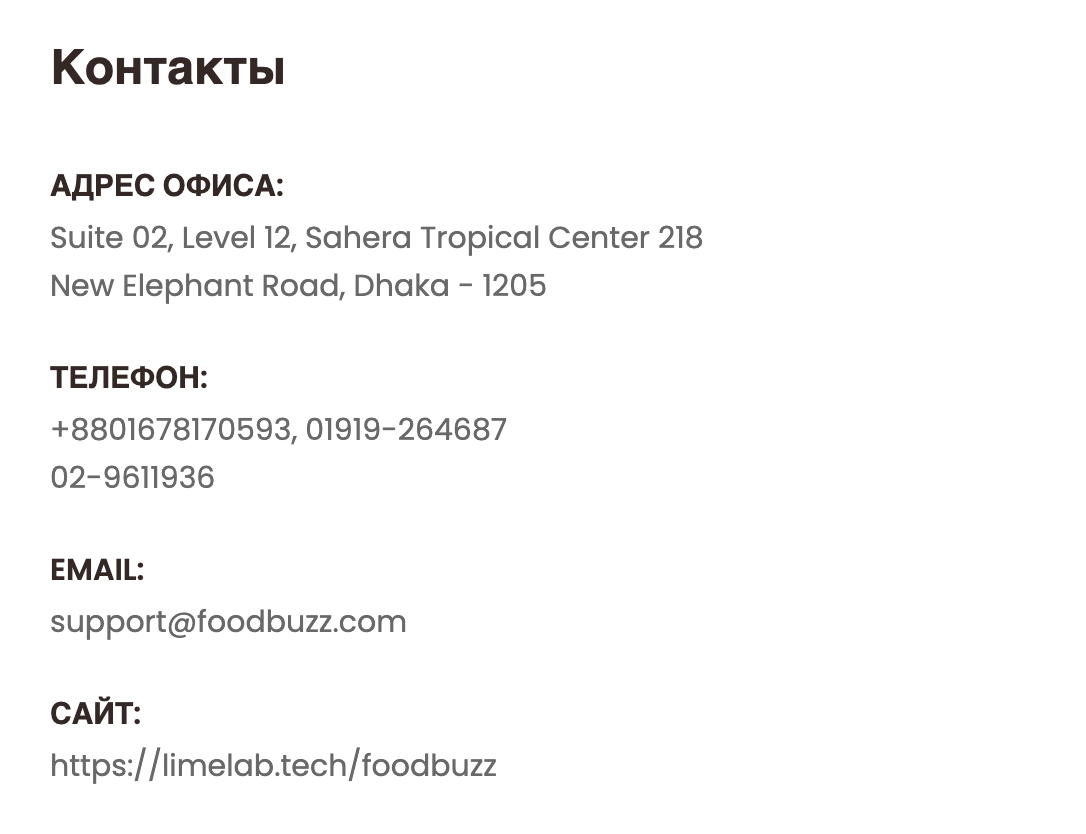 Контакты
АДРЕС ОФИСА:
Suite 02, Level 12, Sahera Tropical Center 218
New Elephant Road, Dhaka - 1205
ТЕЛЕФОН:
+8801678170593, 01919-264687
02-9611936
EMAIL:
support@foodbuzz.com
САЙТ:
https://limelab.tech/foodbuzz